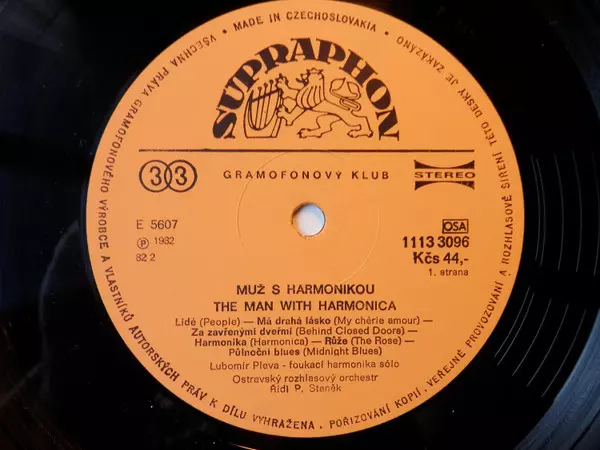 MADE IN CZECHOSLOVAKIA
VŠECHNA PRÁVA GRAMOFONOVÉHO VÝROBCE A VLASTNÍKŮ AUTORSKÝCH PRÁV K DÍLU VYHRAŽENA. POŘIZOVÁNÍ KOPIÍ, VEŘEJNÉ PROVOZOVÁNÍ A ROZHLASOVÉ ŠÍŘENÍ TÉTO DESKY JE ZAKÁZÁNO
SUPRAPHON
33
GRAMOFONOVÝ KLUB
STEREO
E 5607
Ⓟ 1982
82 2
OSA
1113 3096
Kčs 44,-
1. strana
MUŽ S HARMONIKOU
THE MAN WITH HARMONICA
Lidé (People) — Má drahá lásko (My chérie amour) —
Za zavřenými dveřmi (Behind Closed Doors) —
Harmonika (Harmonica) — Růže (The Rose) —
Půlnoční blues (Midnight Blues)
Lubomír Pleva - foukací harmonika sólo
Ostravský rozhlasový orchestr
Řídí P. Staněk